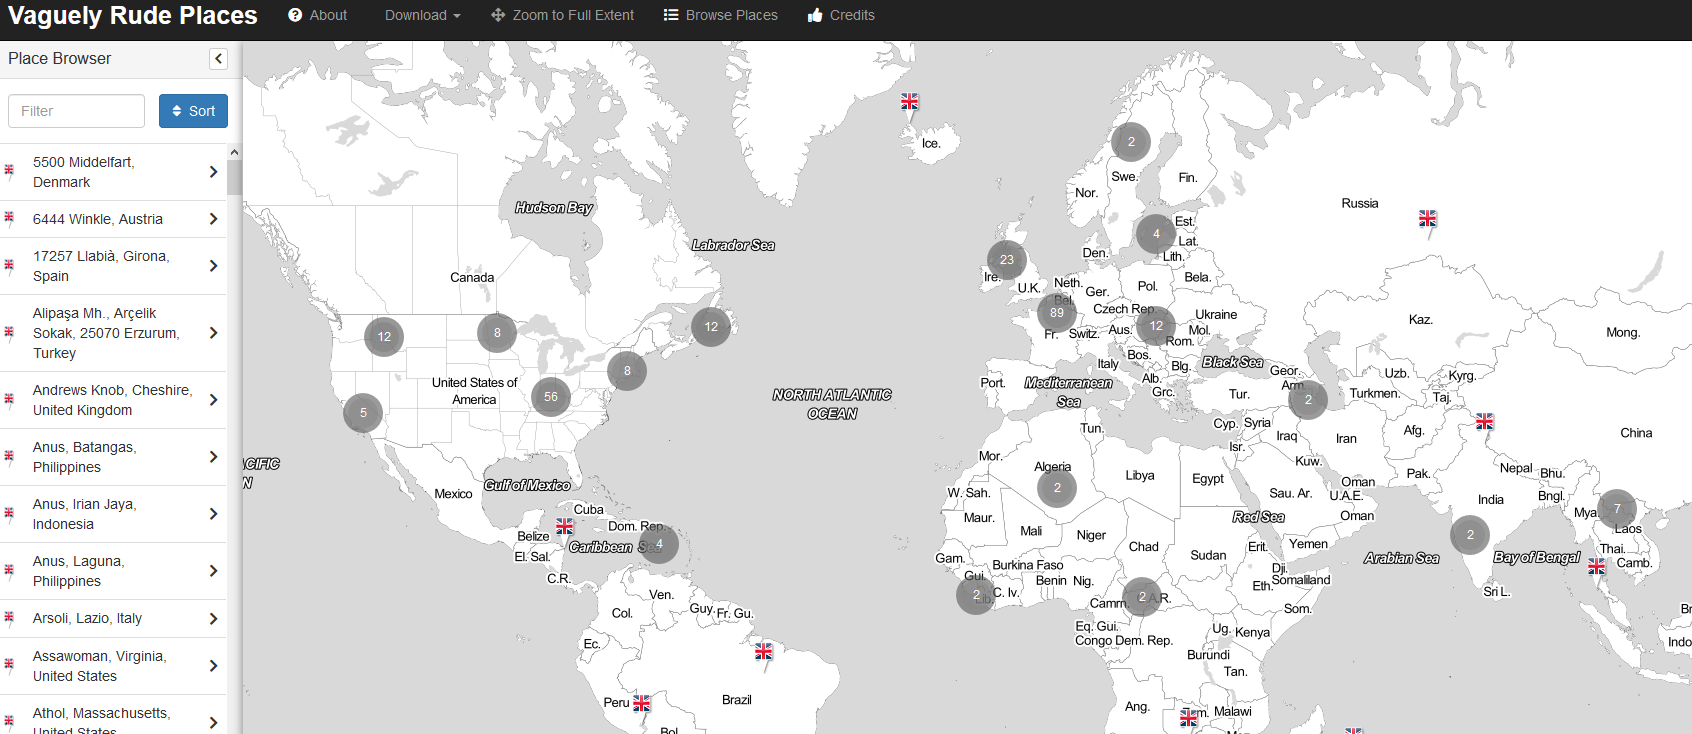 Vaguely Rude Places
About
Download
Zoom to Full Extent
Browse Places
Credits
Place Browser
Filter
Sort
5500 Middelfart,
Denmark
6444 Winkle, Austria
17257 Llabià, Girona,
Spain
Alipaşa Mh., Arçelik
Sokak, 25070 Erzurum,
Turkey
Andrews Knob, Cheshire,
United Kingdom
Anus, Batangas,
Philippines
Anus, Irian Jaya,
Indonesia
Anus, Laguna,
Philippines
Arsoli, Lazio, Italy
Assawoman, Virginia,
United States
Athol, Massachusetts,
United States
Ice.
2
Swe.
Fin.
Nor.
Russia
Hudson Bay
Est.
4
Lat.
Labrador Sea
Den.
Lith.
23
Ire.
Canada
U.K.
Neth.
Ger.
Pol.
Bela.
Bel.
89
Czech Rep.
Ukraine
12
8
12
12
Fr.
Switz.
Aus.
Mol.
Rom.
Kaz.
Mong.
Bos.
Italy
Blg.
Black Sea
Geor.
8
United States of
America
56
5
NORTH ATLANTIC
OCEAN
Port.
Mediterranean
Sea
Alb.
Grc.
Tur.
Arm.
2
Uzb.
Kyrg.
Turkmen.
Taj.
Tun.
Cyp.
Syria
Iraq
Iran
Afg.
China
Isr.
Kuw.
ACIFIC
N
Mor.
Algeria
2
Libya
Egypt
Pak.
Nepal
Bhu.
Mexico
Gulf of Mexico
W. Sah.
Sau. Ar.
Oman
U.A.E.
India
Bngl.
Cuba
Dom. Rep.
Maur.
Red Sea
Oman
Mya.
7
Laos
Belize
Caribbean Sea
4
Mali
Niger
Chad
Sudan
Erit.
Yemen
2
Arabian Sea
Bay of Bengal
Thai.
Camb.
El. Sal.
C.R.
Gam.
Gui.
Burkina Faso
Benin
Nig.
Dji.
Eth.
Somaliland
2
Lib.
C. Iv.
Camrn.
2
C.A.R.
Som.
Sri L.
Ven.
Col.
Guy.
Fr. Gu.
Eq. Gui.
Congo
Dem. Rep.
Ug.
Kenya
Ec.
Burundi
Tan.
Indo
Peru
Brazil
Bol.
Ang.
Malawi